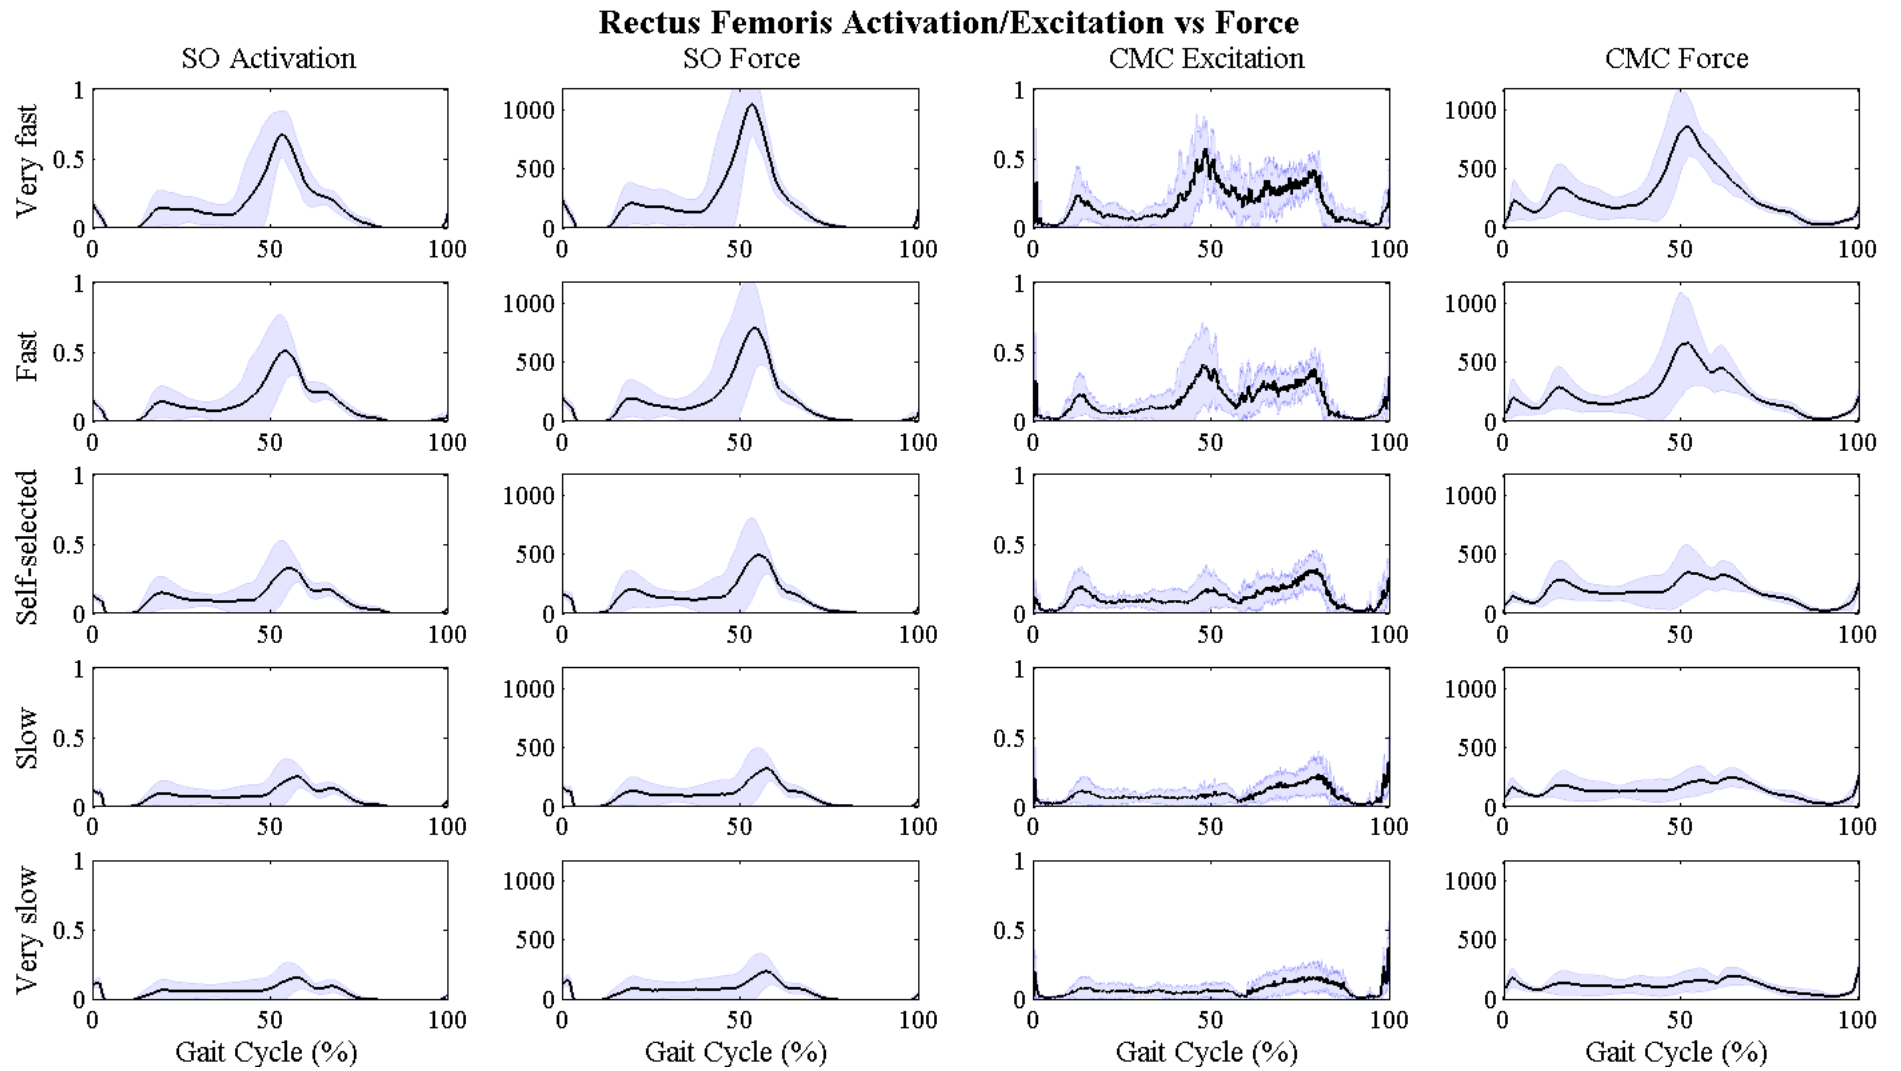 Rectus Femoris Activation/Excitation vs Force
SO Activation SO Force CMC Excitation CMC Force
Very fast
1 0.5 0 0 50 100
1000 500 0 0 50 100
1 0.5 0 0 50 100
1000 500 0 0 50 100
Fast
1 0.5 0 0 50 100
1000 500 0 0 50 100
1 0.5 0 0 50 100
1000 500 0 0 50 100
Self-selected
1 0.5 0 0 50 100
1000 500 0 0 50 100
1 0.5 0 0 50 100
1000 500 0 0 50 100
Slow
1 0.5 0 0 50 100
1000 500 0 0 50 100
1 0.5 0 0 50 100
1000 500 0 0 50 100
Very slow
1 0.5 0 0 50 100
1000 500 0 0 50 100
1 0.5 0 0 50 100
1000 500 0 0 50 100
Gait Cycle (%) Gait Cycle (%) Gait Cycle (%) Gait Cycle (%)